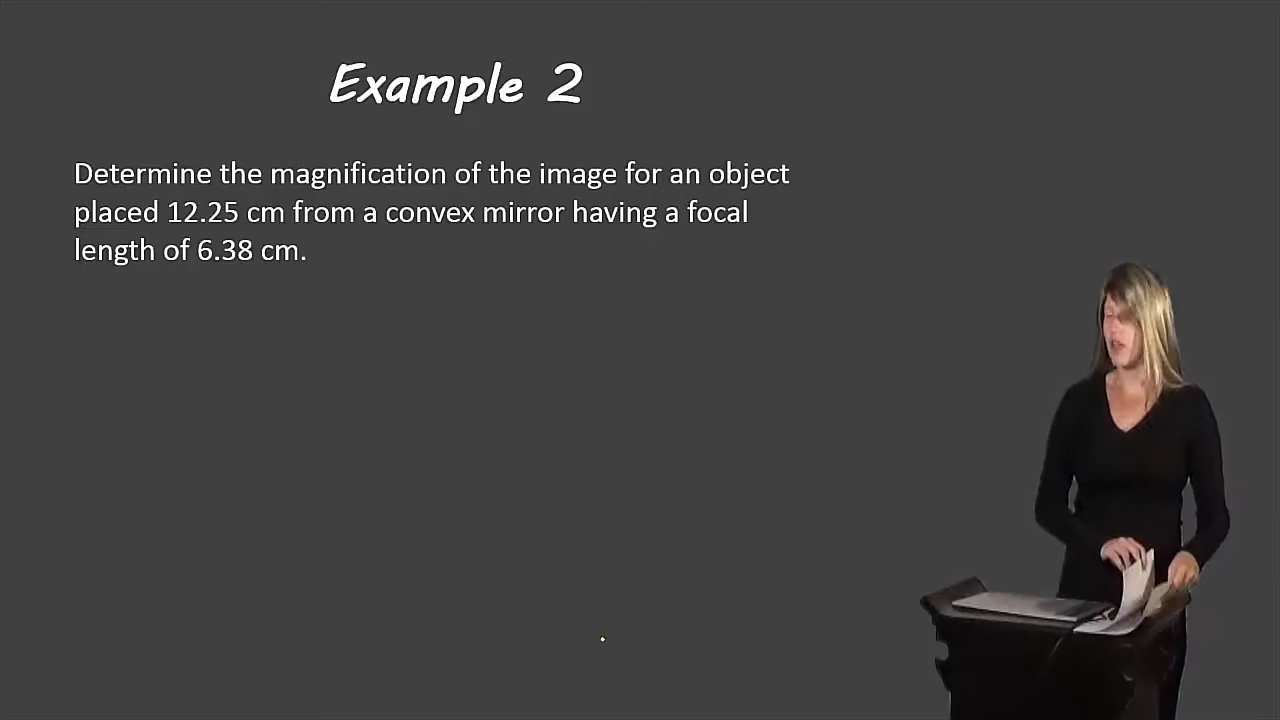 Example 2
Determine the magnification of the image for an object
placed 12.25 cm from a convex mirror having a focal
length of 6.38 cm.